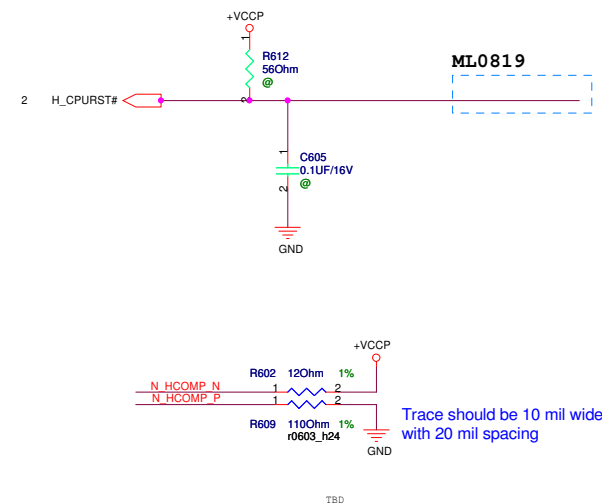 +VCCP
1
R612
56Ohm
@
2
ML0819
2 H_CPURST#
1
C605
0.1UF/16V
2
@
GND
+VCCP
R602 12Ohm 1%
N_HCOMP_N 1 2
N_HCOMP_P 1 2
R609 110Ohm 1%
r0603_h24
GND
Trace should be 10 mil wide
with 20 mil spacing
TBD